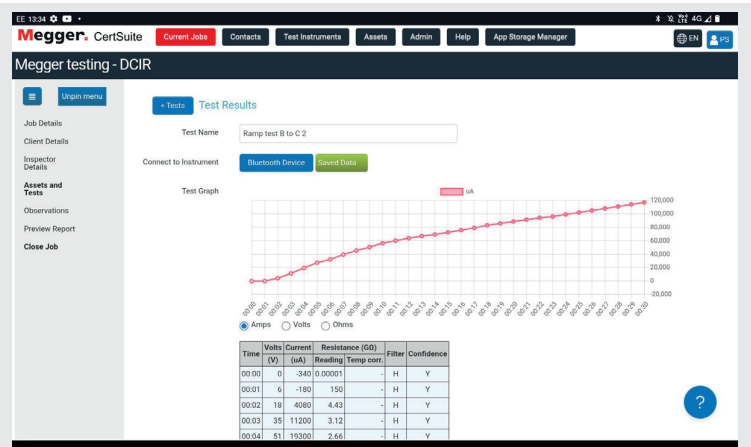 EE 13:34
4G
Megger. CertSuite Current Jobs Contacts Test Instruments Assets Admin Help App Storage Manager EN PS
Megger testing - DCIR
Unpin menu
Job Details
Client Details
Inspector
Details
Assets and
Tests
Observations
Preview Report
Close Job
< Tests Test Results
Test Name Ramp test B to C 2
Connect to Instrument Bluetooth Device Saved Data
Test Graph
uA
120,000
100,000
80,000
60,000
40,000
20,000
0
-20,000
00:00 00:01 00:02 00:03 00:04 00:05 00:06 00:07 00:08 00:09 00:10 00:11 00:12 00:13 00:14 00:15 00:16 00:17 00:18 00:19 00:20 00:21 00:22 00:23 00:24 00:25 00:26 00:27 00:28 00:29 00:30
Amps Volts Ohms
Time Volts Current Resistance (GΩ) Filter Confidence
(V) (uA) Reading Temp corr.
00:00 0 -340 0.00001 - H Y
00:01 6 -180 150 - H Y
00:02 18 4080 4.43 - H Y
00:03 35 11200 3.12 - H Y
00:04 51 19300 2.66 - H Y
?